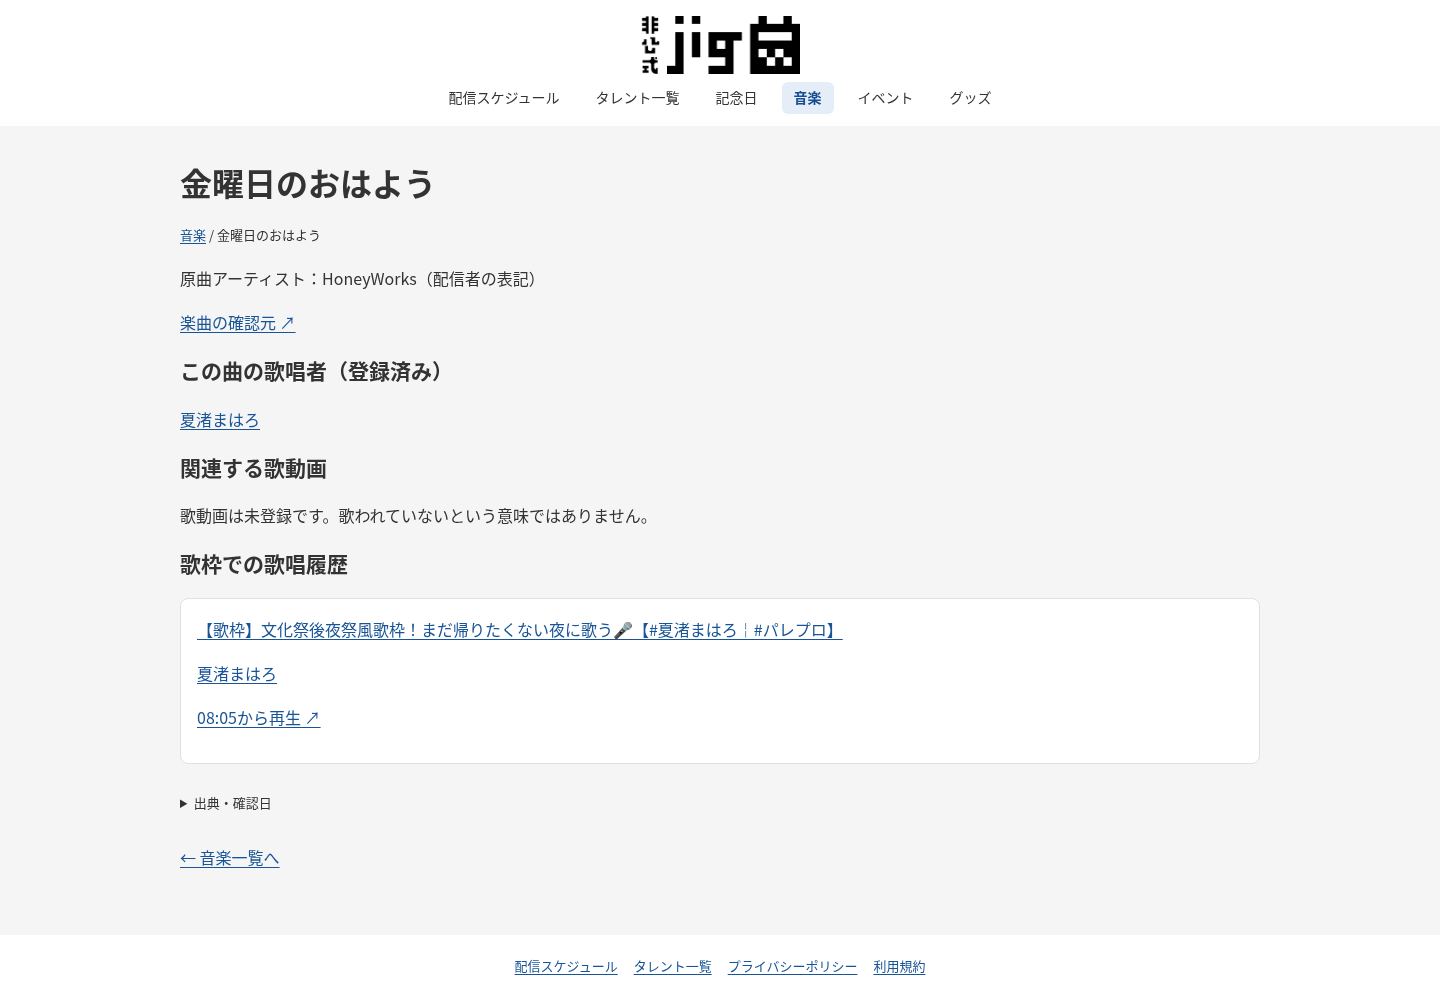 非公式 jig曲
配信スケジュール タレント一覧 記念日 音楽 イベント グッズ
金曜日のおはよう
音楽 / 金曜日のおはよう
原曲アーティスト：HoneyWorks（配信者の表記）
楽曲の確認元 ↗
この曲の歌唱者（登録済み）
夏渚まはろ
関連する歌動画
歌動画は未登録です。歌われていないという意味ではありません。
歌枠での歌唱履歴
【歌枠】文化祭後夜祭風歌枠！まだ帰りたくない夜に歌う🎤【#夏渚まはろ￤#パレプロ】
夏渚まはろ
08:05から再生 ↗
▶ 出典・確認日
← 音楽一覧へ
配信スケジュール タレント一覧 プライバシーポリシー 利用規約